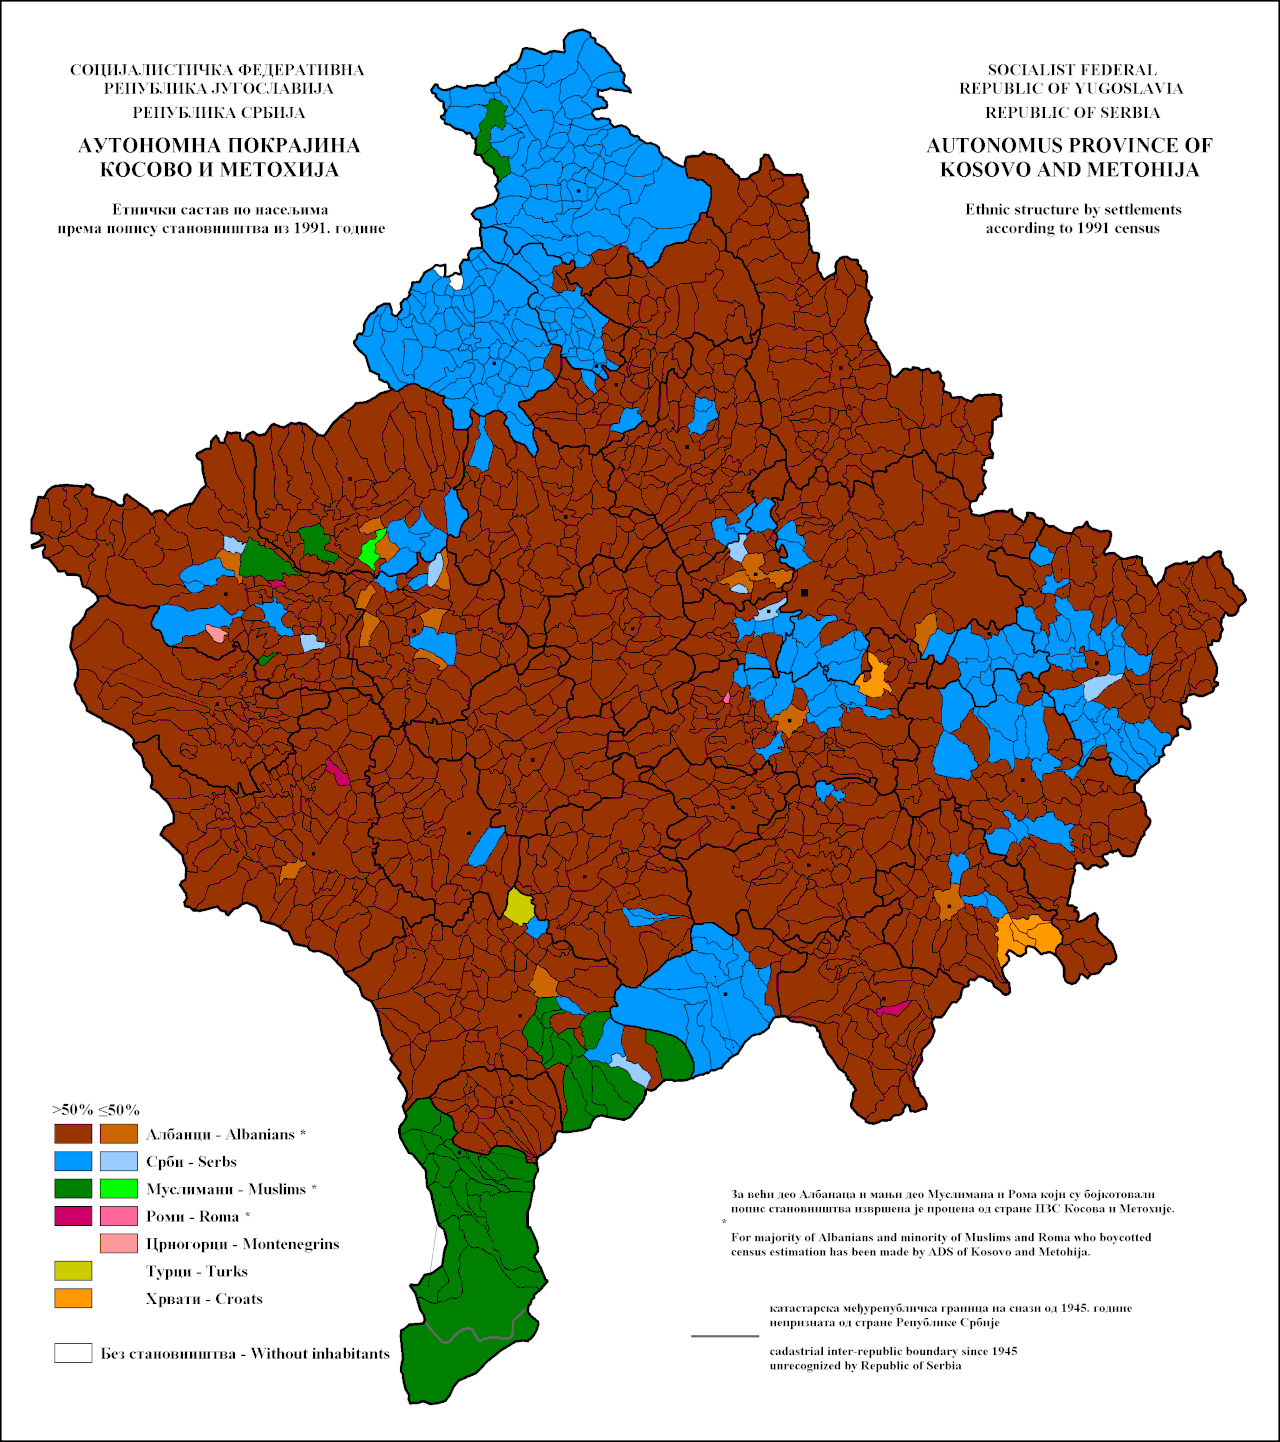 СОЦИЈАЛИСТИЧКА ФЕДЕРАТИВНА
РЕПУБЛИКА ЈУГОСЛАВИЈА
РЕПУБЛИКА СРБИЈА
АУТОНОМНА ПОКРАЈИНА
КОСОВО И МЕТОХИЈА
Етнички састав по насељима
према попису становништва из 1991. године
SOCIALIST FEDERAL
REPUBLIC OF YUGOSLAVIA
REPUBLIC OF SERBIA
AUTONOMUS PROVINCE OF
KOSOVO AND METOHIJA
Ethnic structure by settlements
according to 1991 census
>50% ≤50%
Албанци - Albanians *
Срби - Serbs
Муслимани - Muslims *
Роми - Roma *
Црногорци - Montenegrins
Турци - Turks
Хрвати - Croats
Без становништва - Without inhabitants
За већи део Албанаца и мањи део Муслимана и Рома који су бојкотовали
попис становништва извршена је процена од стране ПЗС Косова и Метохије.
*
For majority of Albanians and minority of Muslims and Roma who boycotted
census estimation has been made by ADS of Kosovo and Metohija.
катастарска међурепубличка граница на снази од 1945. године
непризната од стране Републике Србије
cadastrial inter-republic boundary since 1945
unrecognized by Republic of Serbia